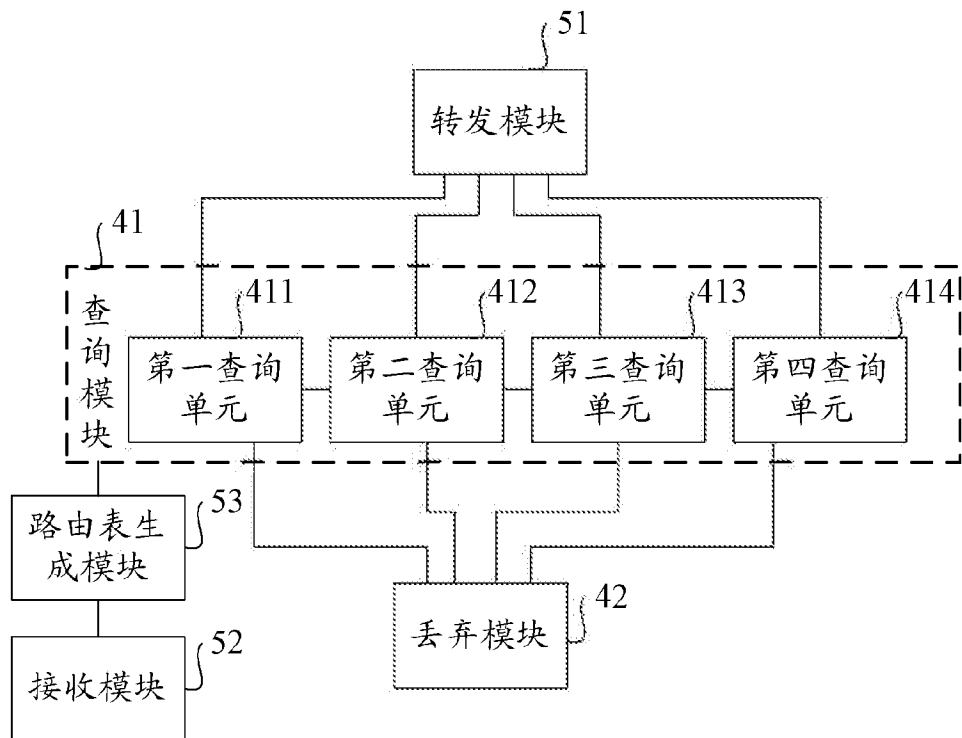 51
转发模块
41
查询模块
411
第一查询
单元
412
第二查询
单元
413
第三查询
单元
414
第四查询
单元
53
路由表生
成模块
42
丢弃模块
52
接收模块